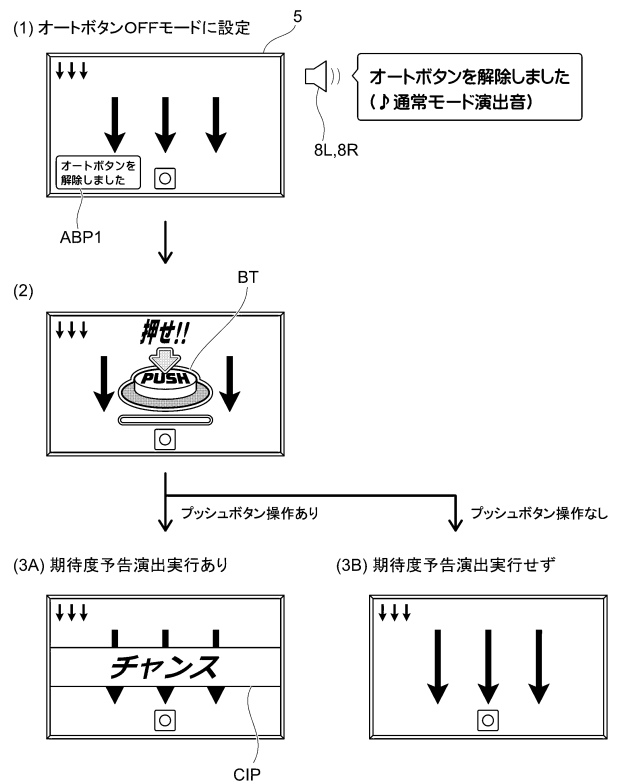 (1) オートボタンOFFモードに設定
5
オートボタンを解除しました
(♪通常モード演出音)
8L,8R
オートボタンを
解除しました
ABP1
(2)
BT
押せ!!
PUSH
プッシュボタン操作あり
プッシュボタン操作なし
(3A) 期待度予告演出実行あり
(3B) 期待度予告演出実行せず
チャンス
CIP